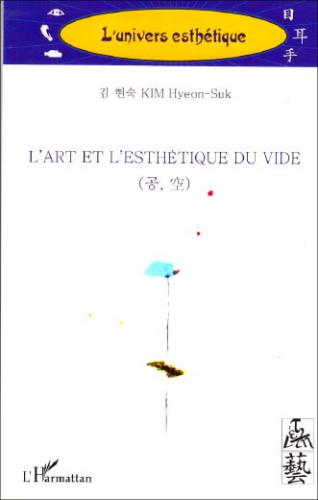 L'univers esthétique
目
耳
手
김 현숙 KIM Hyeon-Suk
L'ART ET L'ESTHÉTIQUE DU VIDE
(공, 空)
L'Harmattan
藝